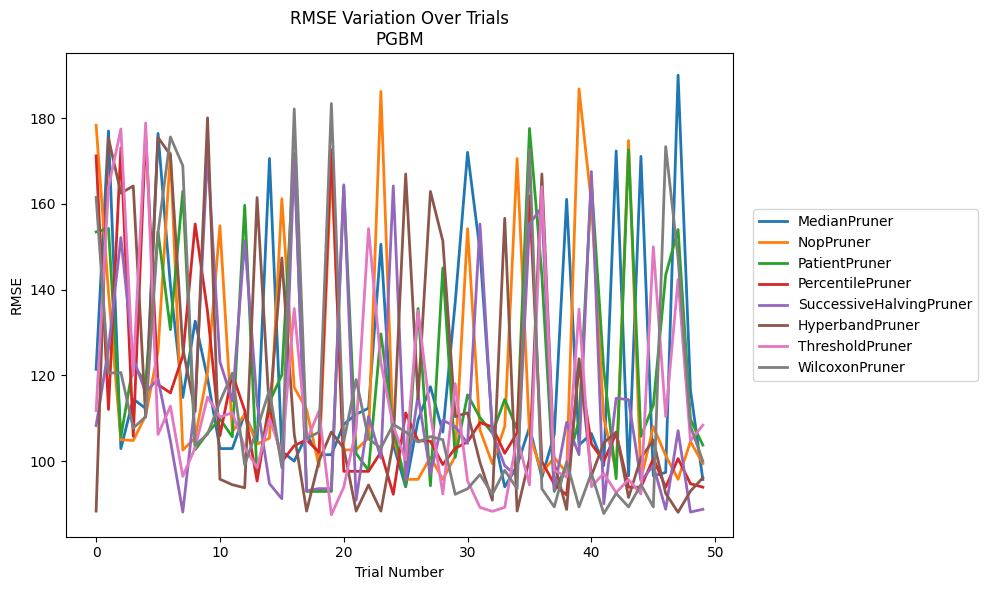 RMSE Variation Over Trials
PGBM
RMSE
180
160
140
120
100
0
10
20
30
40
50
Trial Number
MedianPruner
NopPruner
PatientPruner
PercentilePruner
SuccessiveHalvingPruner
HyperbandPruner
ThresholdPruner
WilcoxonPruner